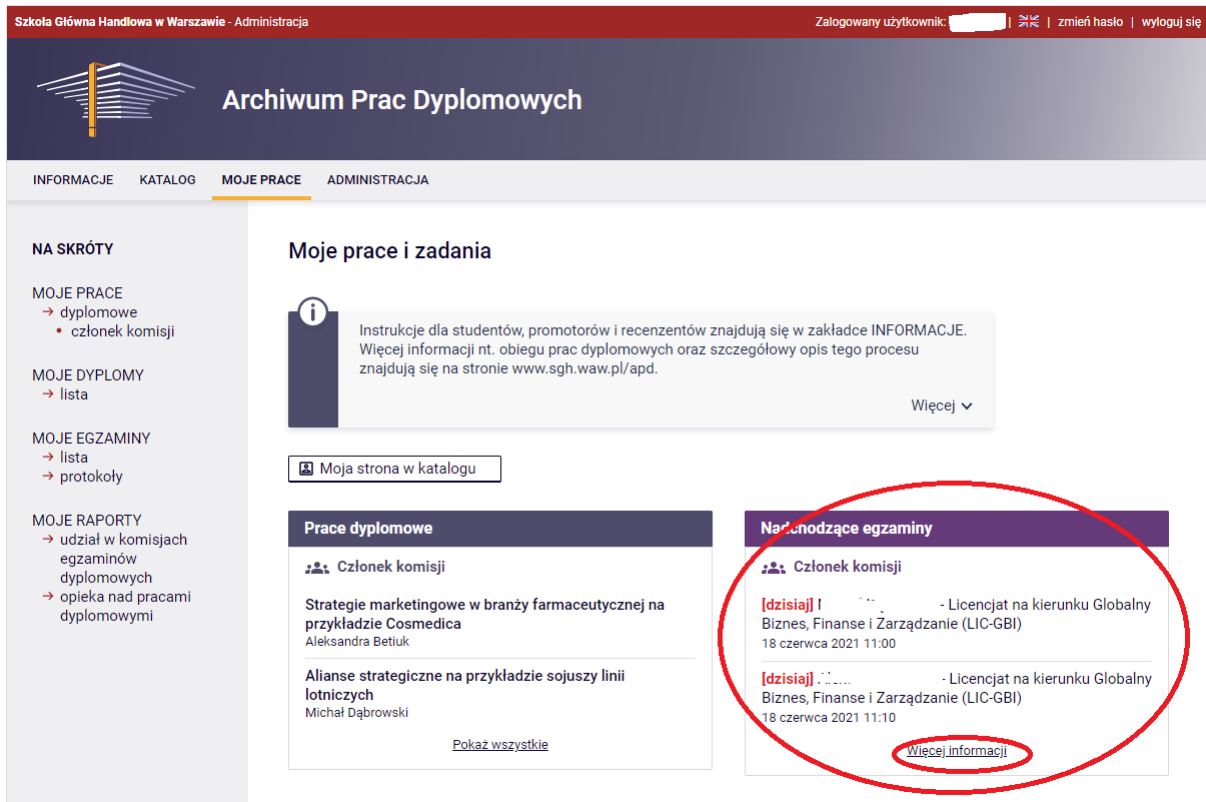 Szkoła Główna Handlowa w Warszawie - Administracja
Zalogowany użytkownik: | | zmień hasło | wyloguj się
Archiwum Prac Dyplomowych
INFORMACJE KATALOG MOJE PRACE ADMINISTRACJA
NA SKRÓTY
MOJE PRACE
→ dyplomowe
• członek komisji
MOJE DYPLOMY
→ lista
MOJE EGZAMINY
→ lista
→ protokoły
MOJE RAPORTY
→ udział w komisjach
egzaminów
dyplomowych
→ opieka nad pracami
dyplomowymi
Moje prace i zadania
Instrukcje dla studentów, promotorów i recenzentów znajdują się w zakładce INFORMACJE.
Więcej informacji nt. obiegu prac dyplomowych oraz szczegółowy opis tego procesu
znajdują się na stronie www.sgh.waw.pl/apd.
Więcej
Moja strona w katalogu
Prace dyplomowe
Członek komisji
Strategie marketingowe w branży farmaceutycznej na
przykładzie Cosmedica
Aleksandra Betiuk
Alianse strategiczne na przykładzie sojuszy linii
lotniczych
Michał Dąbrowski
Pokaż wszystkie
Nadchodzące egzaminy
Członek komisji
[dzisiaj] - Licencjat na kierunku Globalny
Biznes, Finanse i Zarządzanie (LIC-GBI)
18 czerwca 2021 11:00
[dzisiaj] - Licencjat na kierunku Globalny
Biznes, Finanse i Zarządzanie (LIC-GBI)
18 czerwca 2021 11:10
Więcej informacji